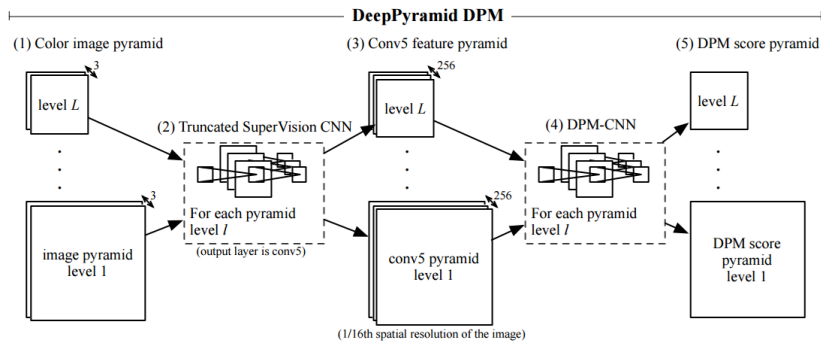 DeepPyramid DPM
(1) Color image pyramid
3
level L
3
image pyramid
level 1
(2) Truncated SuperVision CNN
For each pyramid
level l
(output layer is conv5)
(3) Conv5 feature pyramid
256
level L
256
conv5 pyramid
level 1
(1/16th spatial resolution of the image)
(4) DPM-CNN
For each pyramid
level l
(5) DPM score pyramid
level L
DPM score
pyramid
level 1